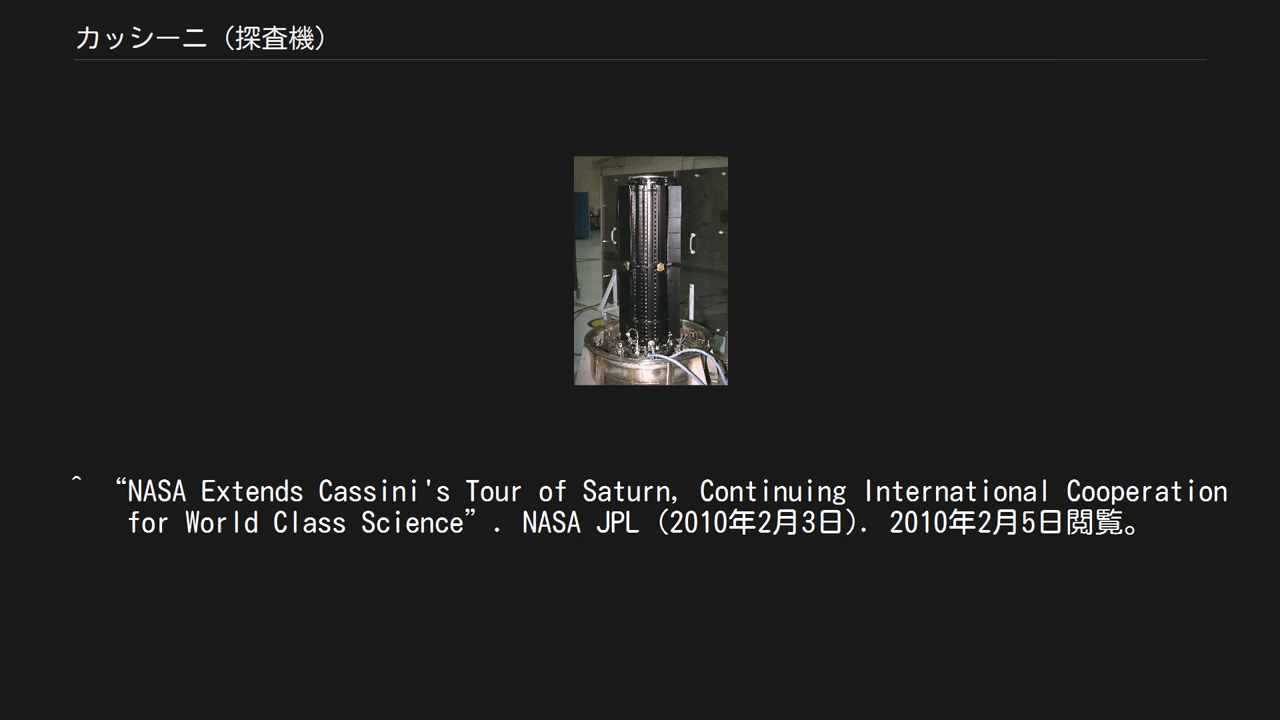 カッシーニ (探査機)
^ “NASA Extends Cassini's Tour of Saturn, Continuing International Cooperation
for World Class Science”. NASA JPL (2010年2月3日). 2010年2月5日閲覧。